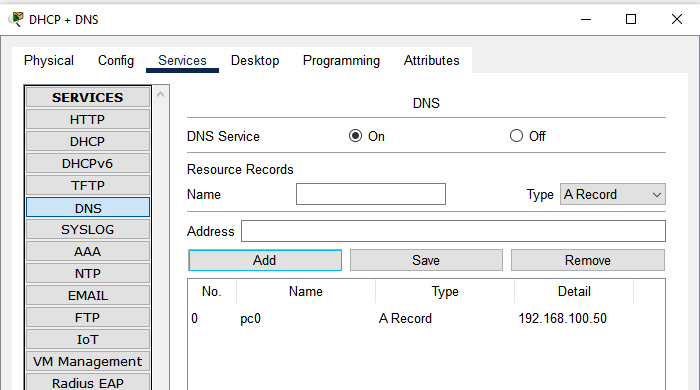 DHCP + DNS
Physical Config Services Desktop Programming Attributes
SERVICES
HTTP
DHCP
DHCPv6
TFTP
DNS
SYSLOG
AAA
NTP
EMAIL
FTP
IoT
VM Management
Radius EAP
DNS
DNS Service On Off
Resource Records
Name Type A Record
Address
Add Save Remove
No. Name Type Detail
0 pc0 A Record 192.168.100.50